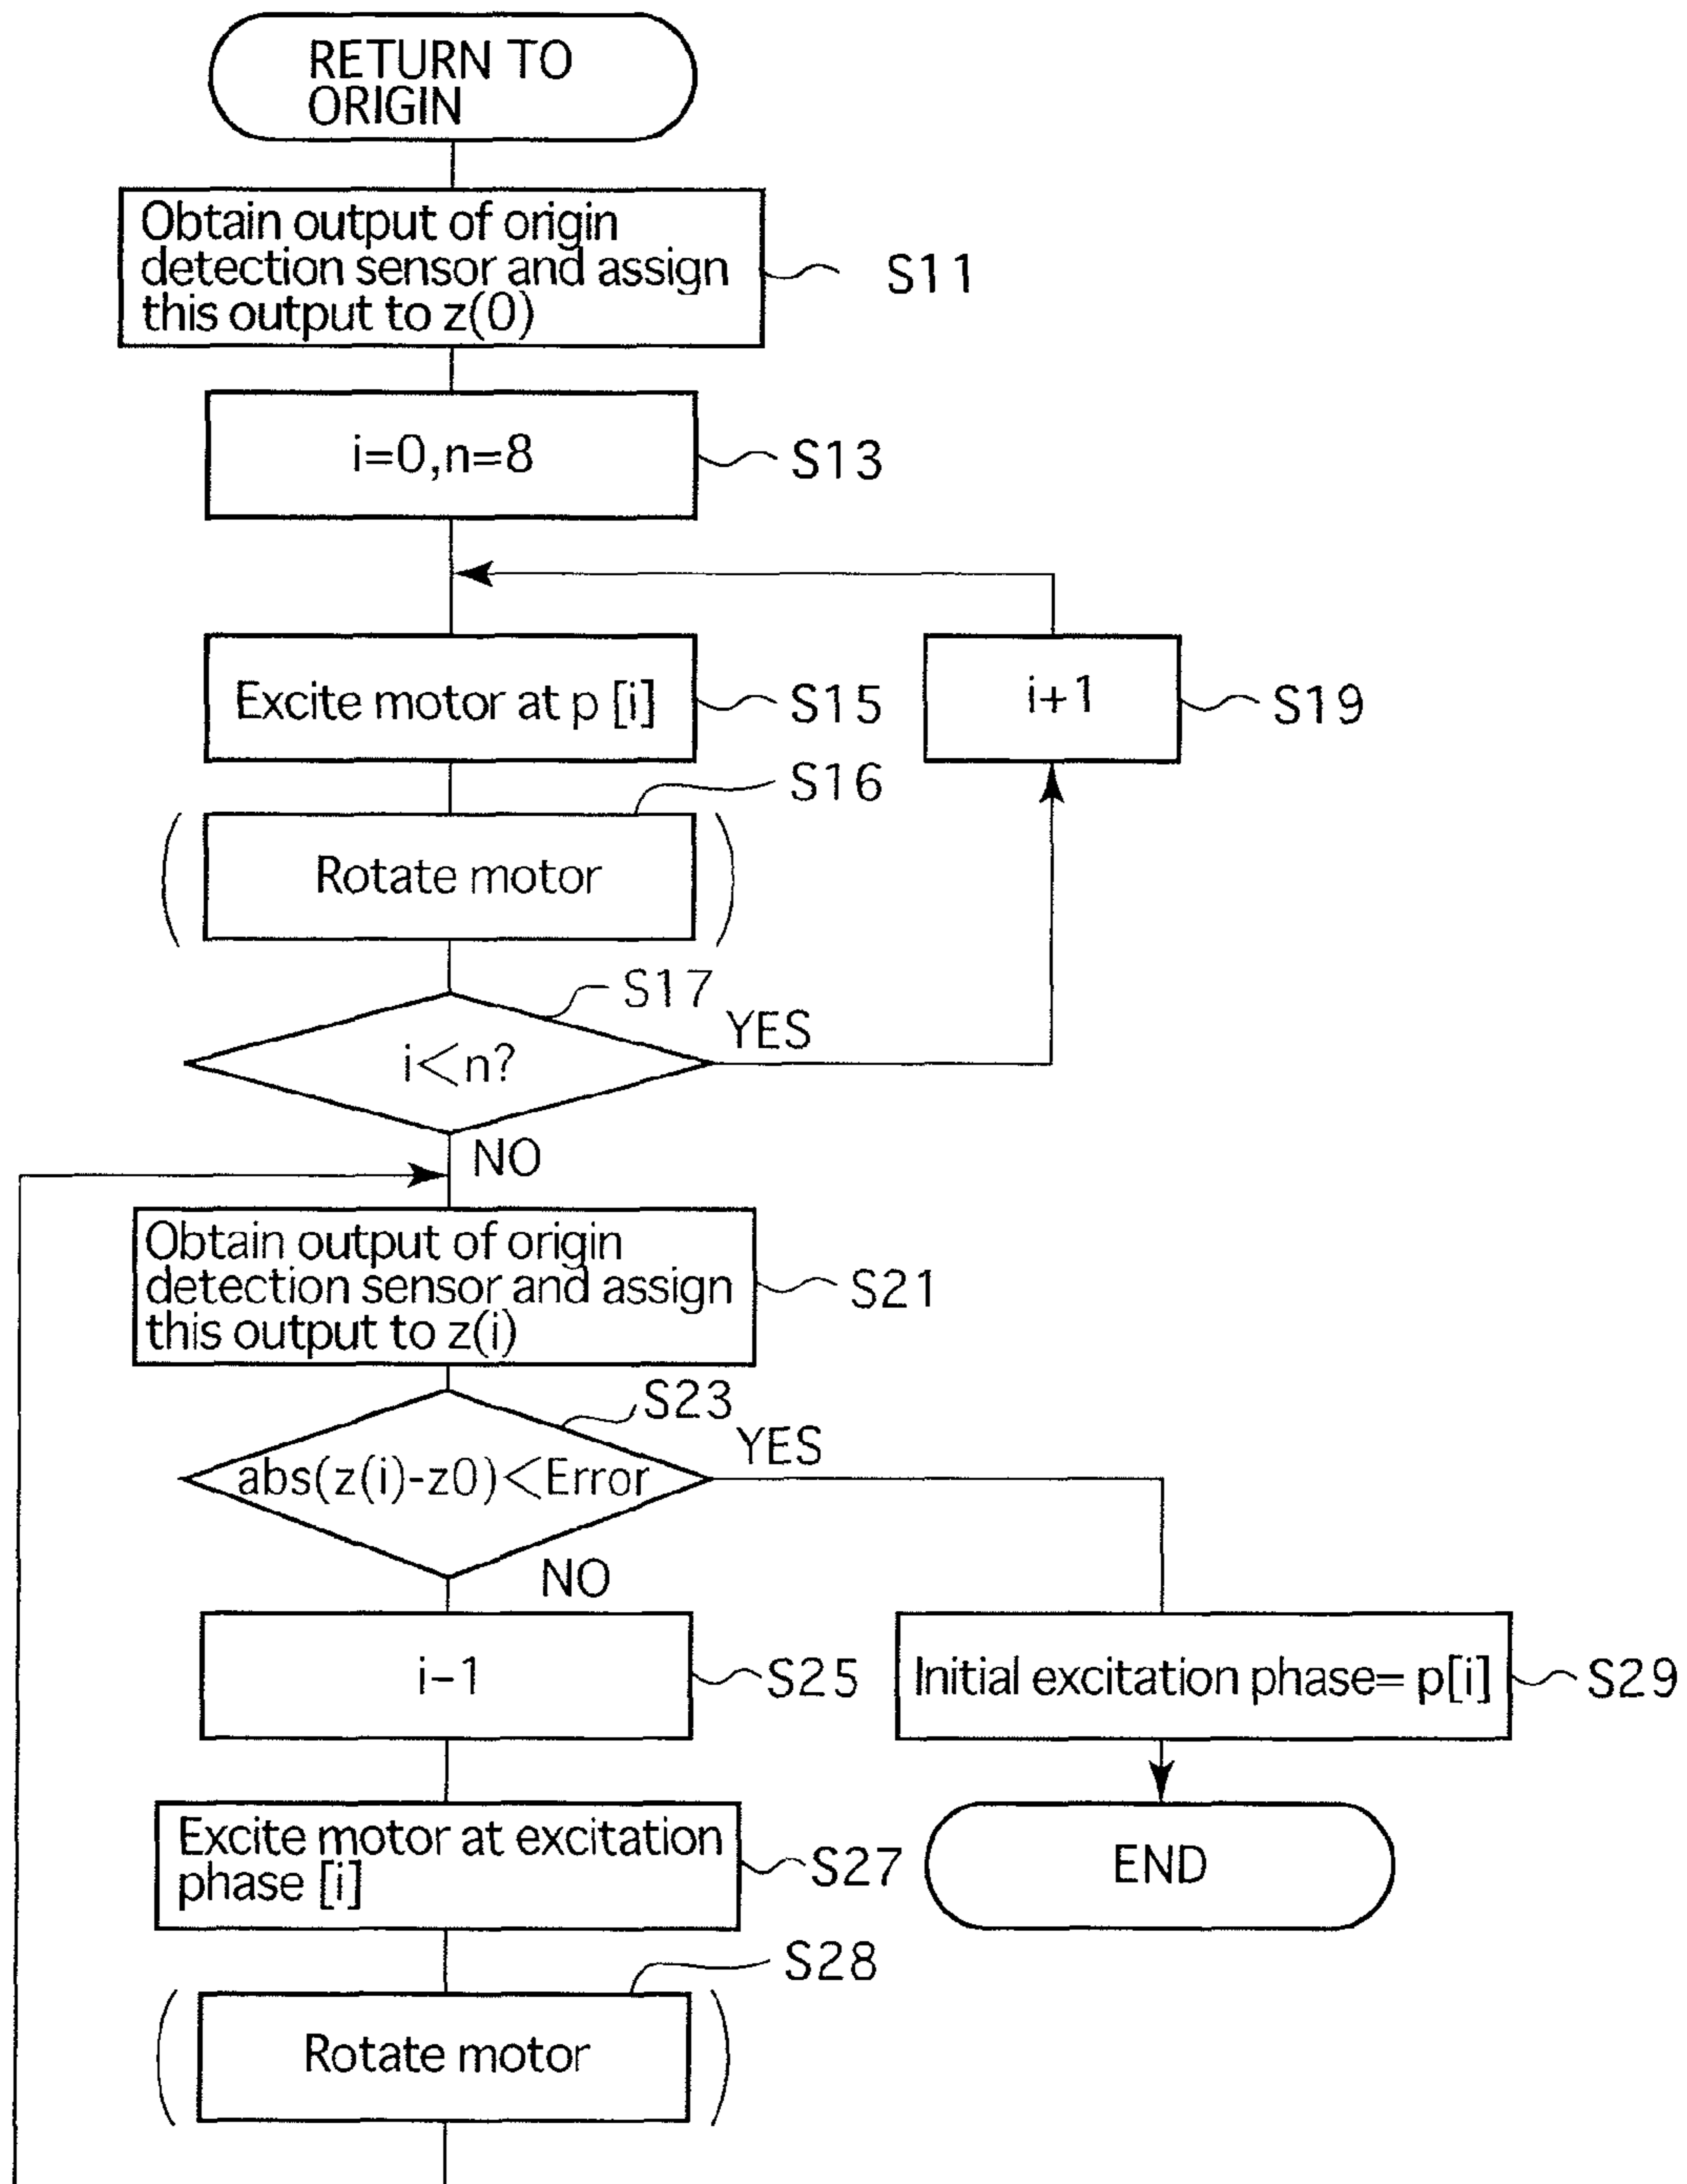 RETURN TO
ORIGIN
Obtain output of origin
detection sensor and assign
this output to z(0)
S11
i=0,n=8
S13
Excite motor at p [i]
S15
i+1
S19
S16
Rotate motor
S17
i<n?
YES
NO
Obtain output of origin
detection sensor and assign
this output to z(i)
S21
S23
abs(z(i)-z0)<Error
YES
NO
i-1
S25
Initial excitation phase= p[i]
S29
Excite motor at excitation
phase [i]
S27
END
S28
Rotate motor